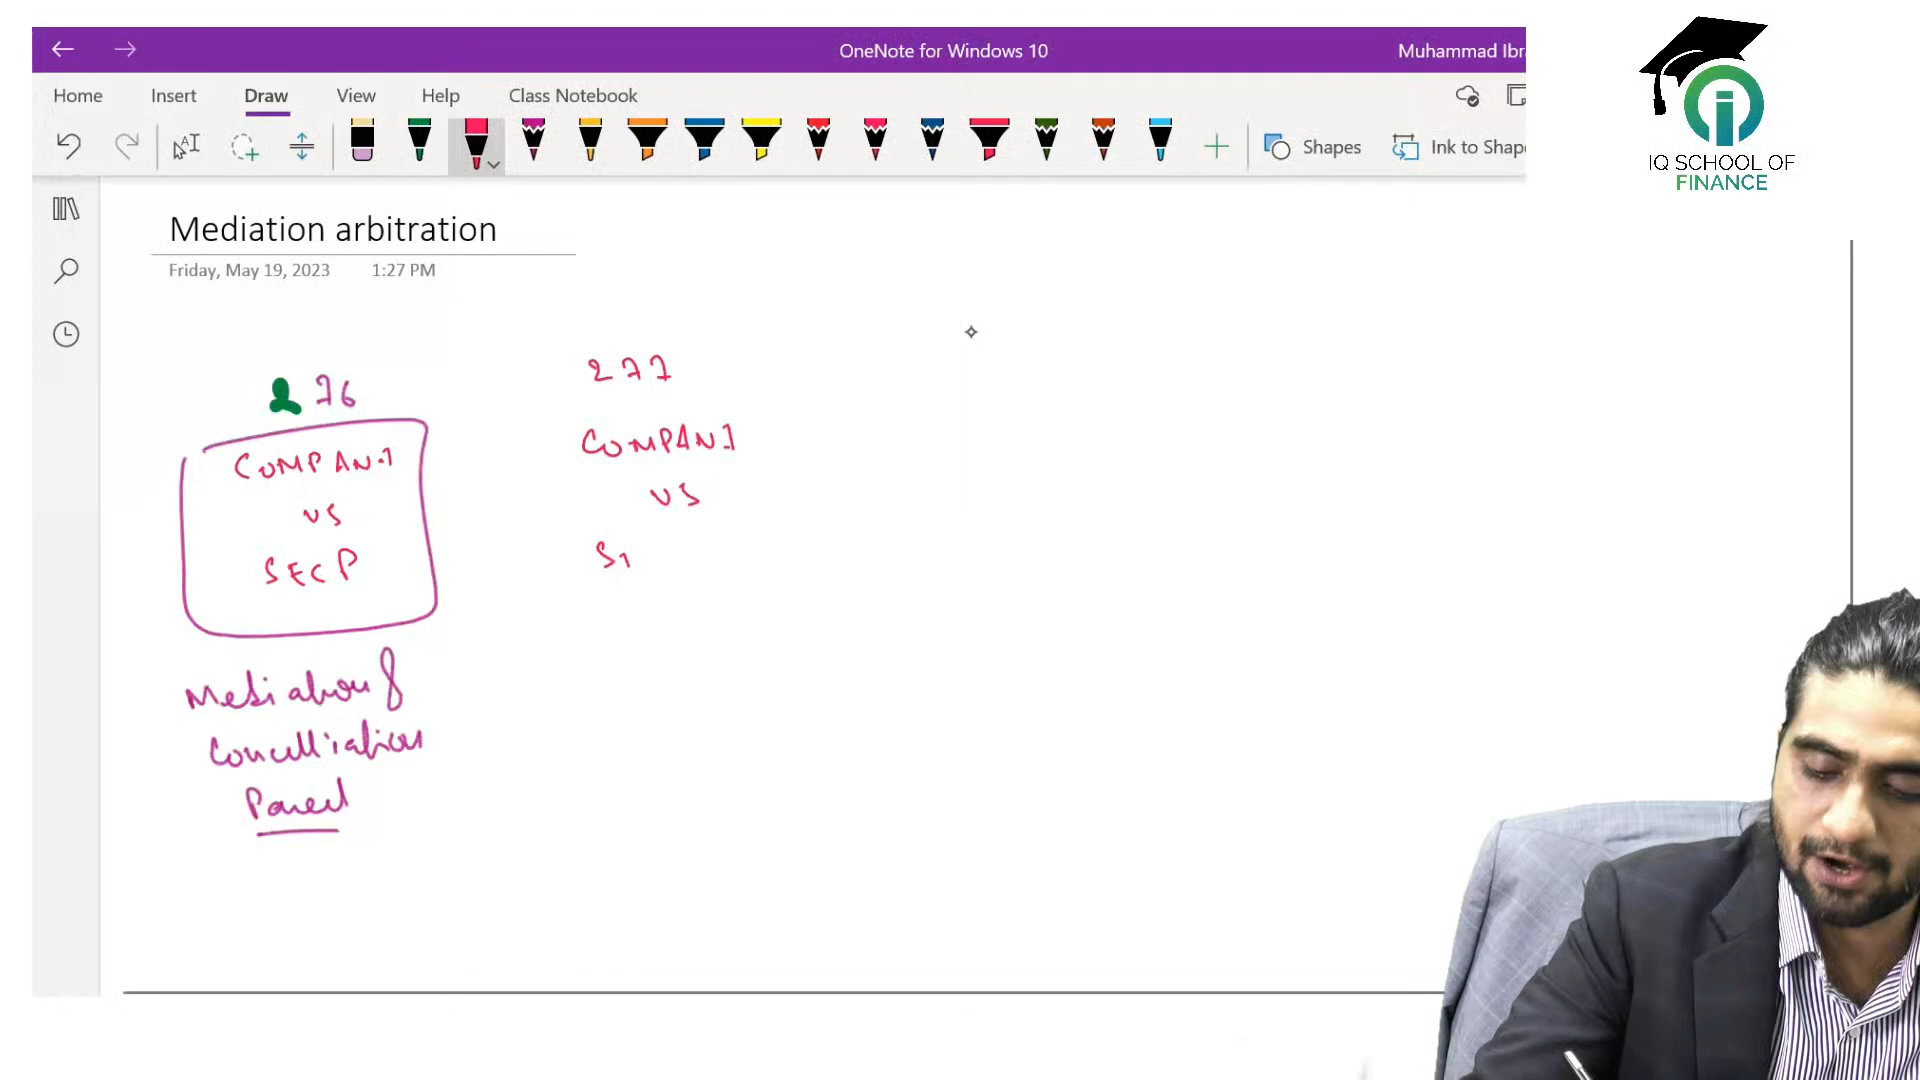 OneNote for Windows 10
Muhammad Ibr
Home Insert Draw View Help Class Notebook
Shapes Ink to Shap
IQ SCHOOL OF
FINANCE
Mediation arbitration
Friday, May 19, 2023 1:27 PM
76
COMPANY
VS
SECP
Mediation &
Panel
277
COMPANY
VS